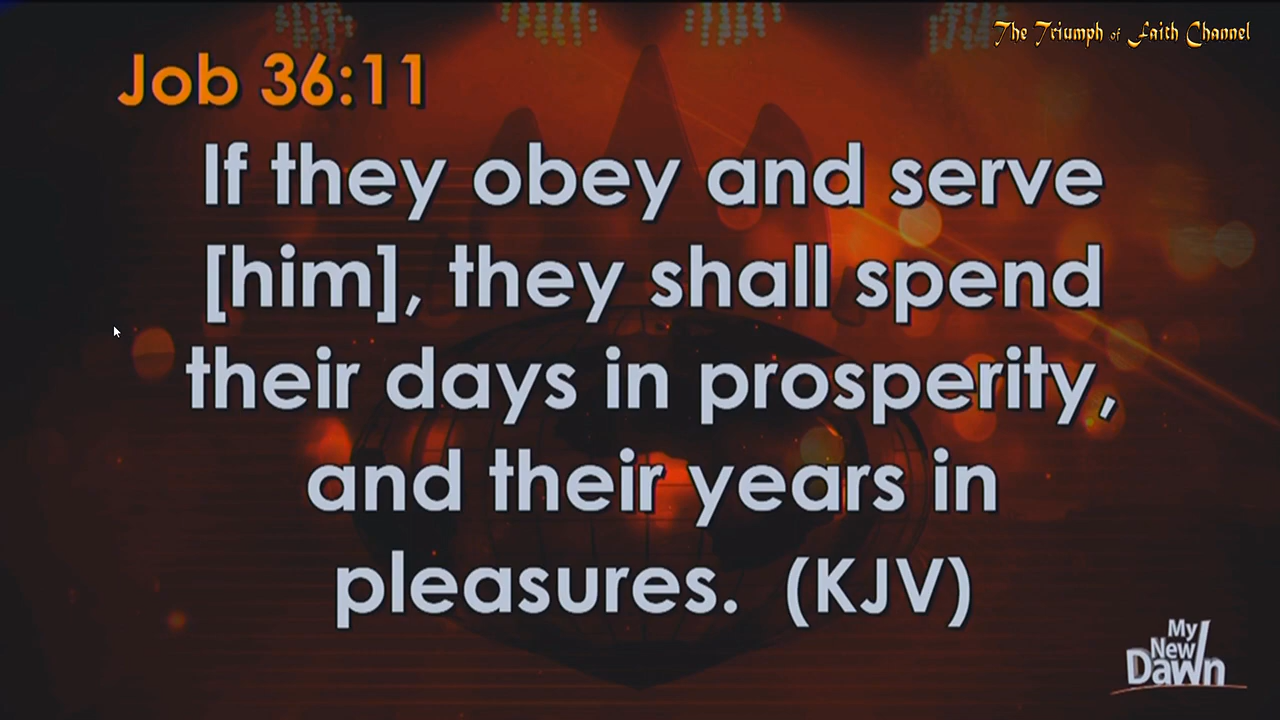 The Triumph of Faith Channel
Job 36:11
If they obey and serve
[him], they shall spend
their days in prosperity,
and their years in
pleasures. (KJV)
My
New
Dawn